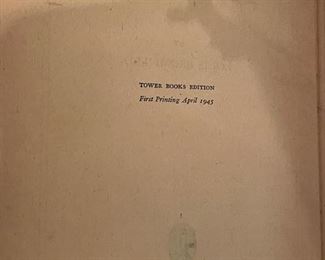 TOWER BOOKS EDITION
First Printing April 1945